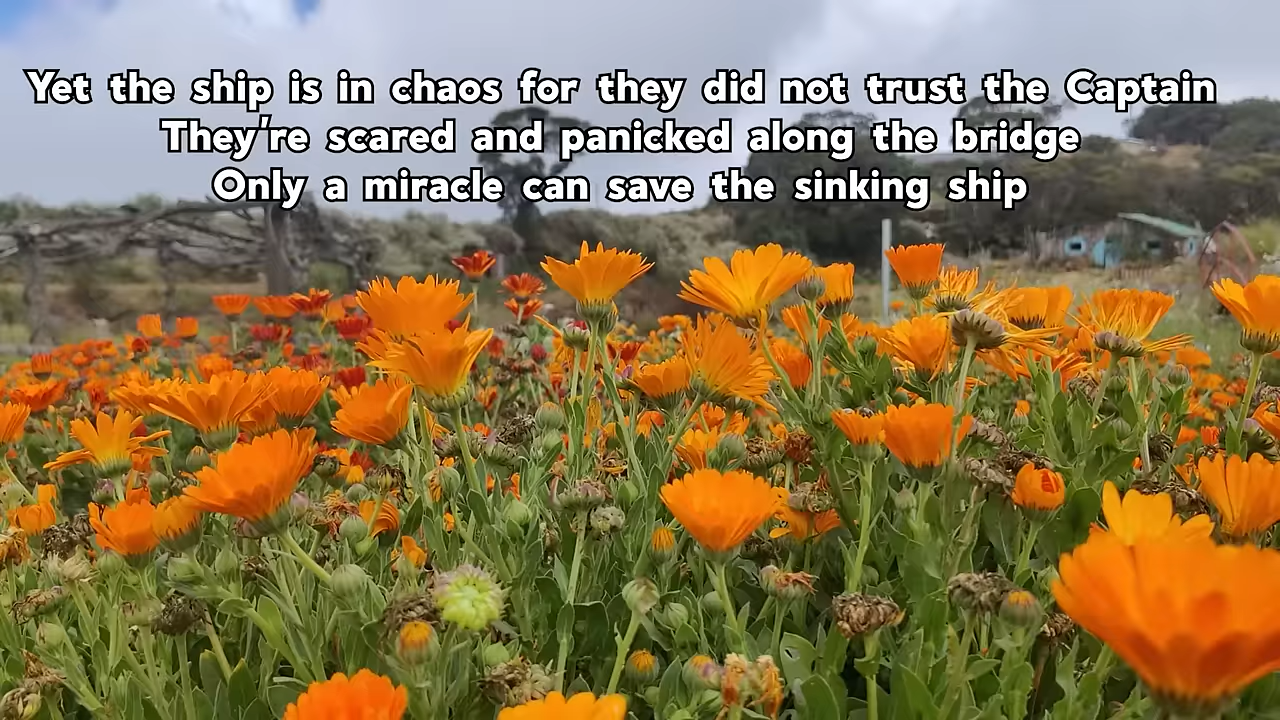 Yet the ship is in chaos for they did not trust the Captain
They're scared and panicked along the bridge
Only a miracle can save the sinking ship